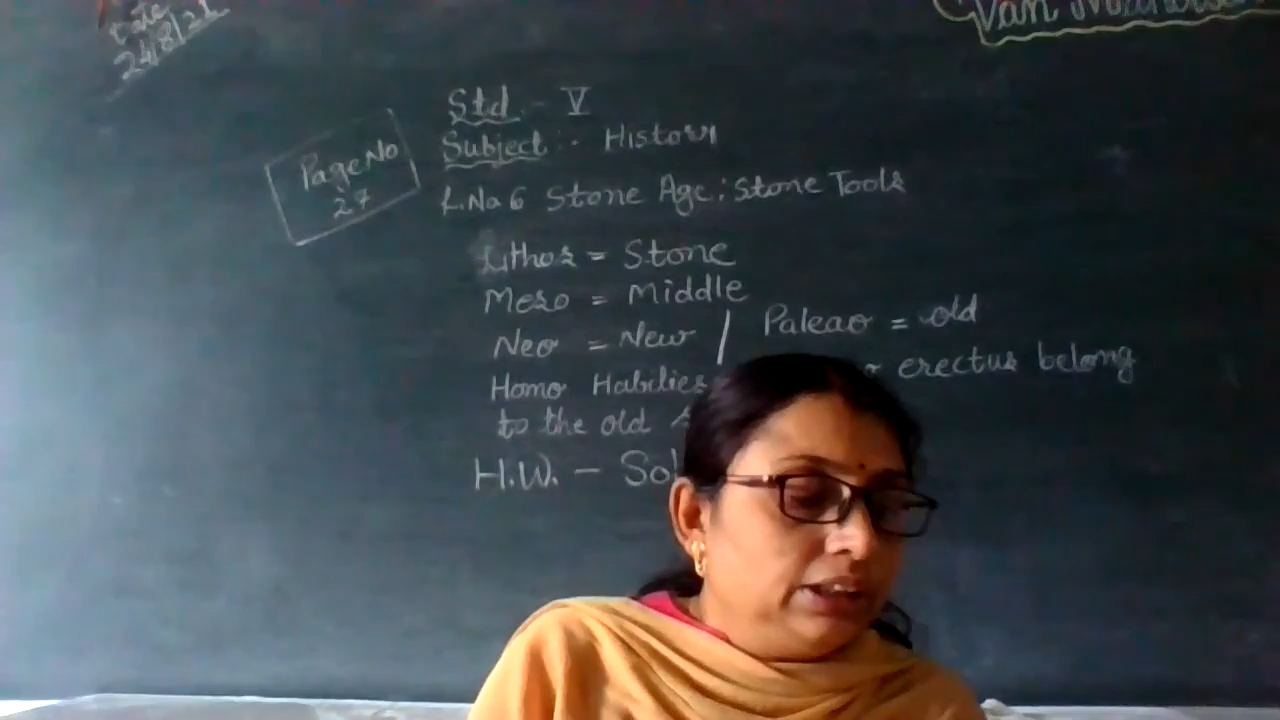 Date
24/8/21
Van
Std - V
Subject :- History
Page No
27
L.No 6 Stone Age : Stone Tools
Lithos = Stone
Meso = Middle
Neo = New / Paleao = old
Homo Habilies erectus belong
to the old
H.W. -